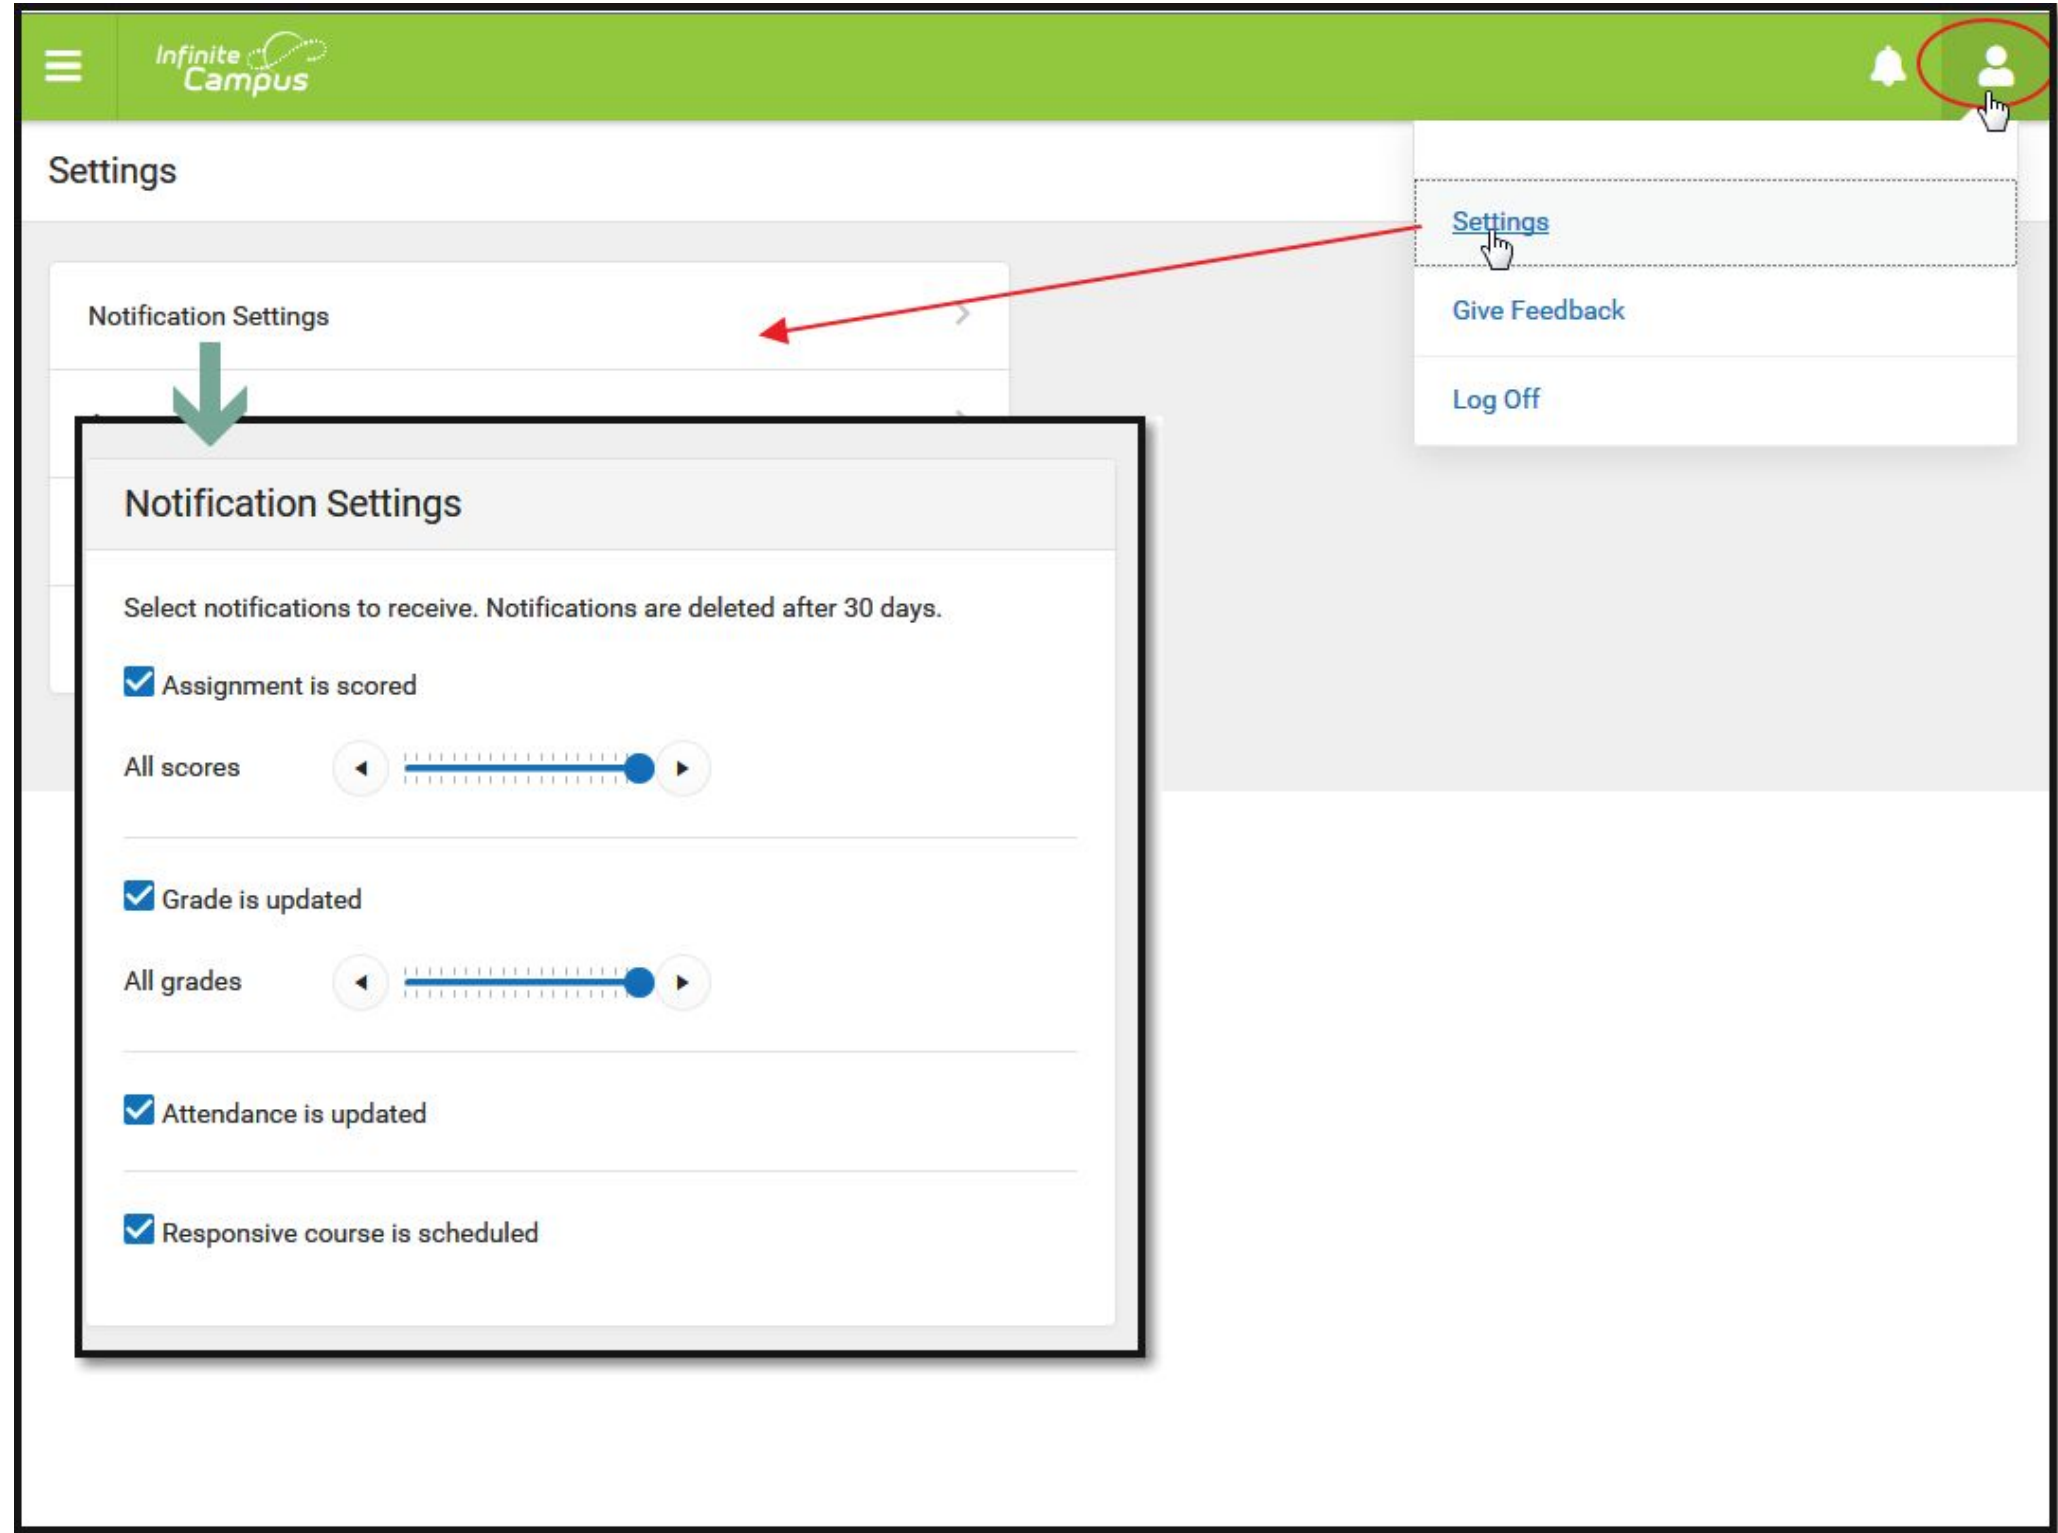 Infinite
Campus
Settings
Settings
Give Feedback
Log Off
Notification Settings
Notification Settings
Select notifications to receive. Notifications are deleted after 30 days.
Assignment is scored
All scores
Grade is updated
All grades
Attendance is updated
Responsive course is scheduled